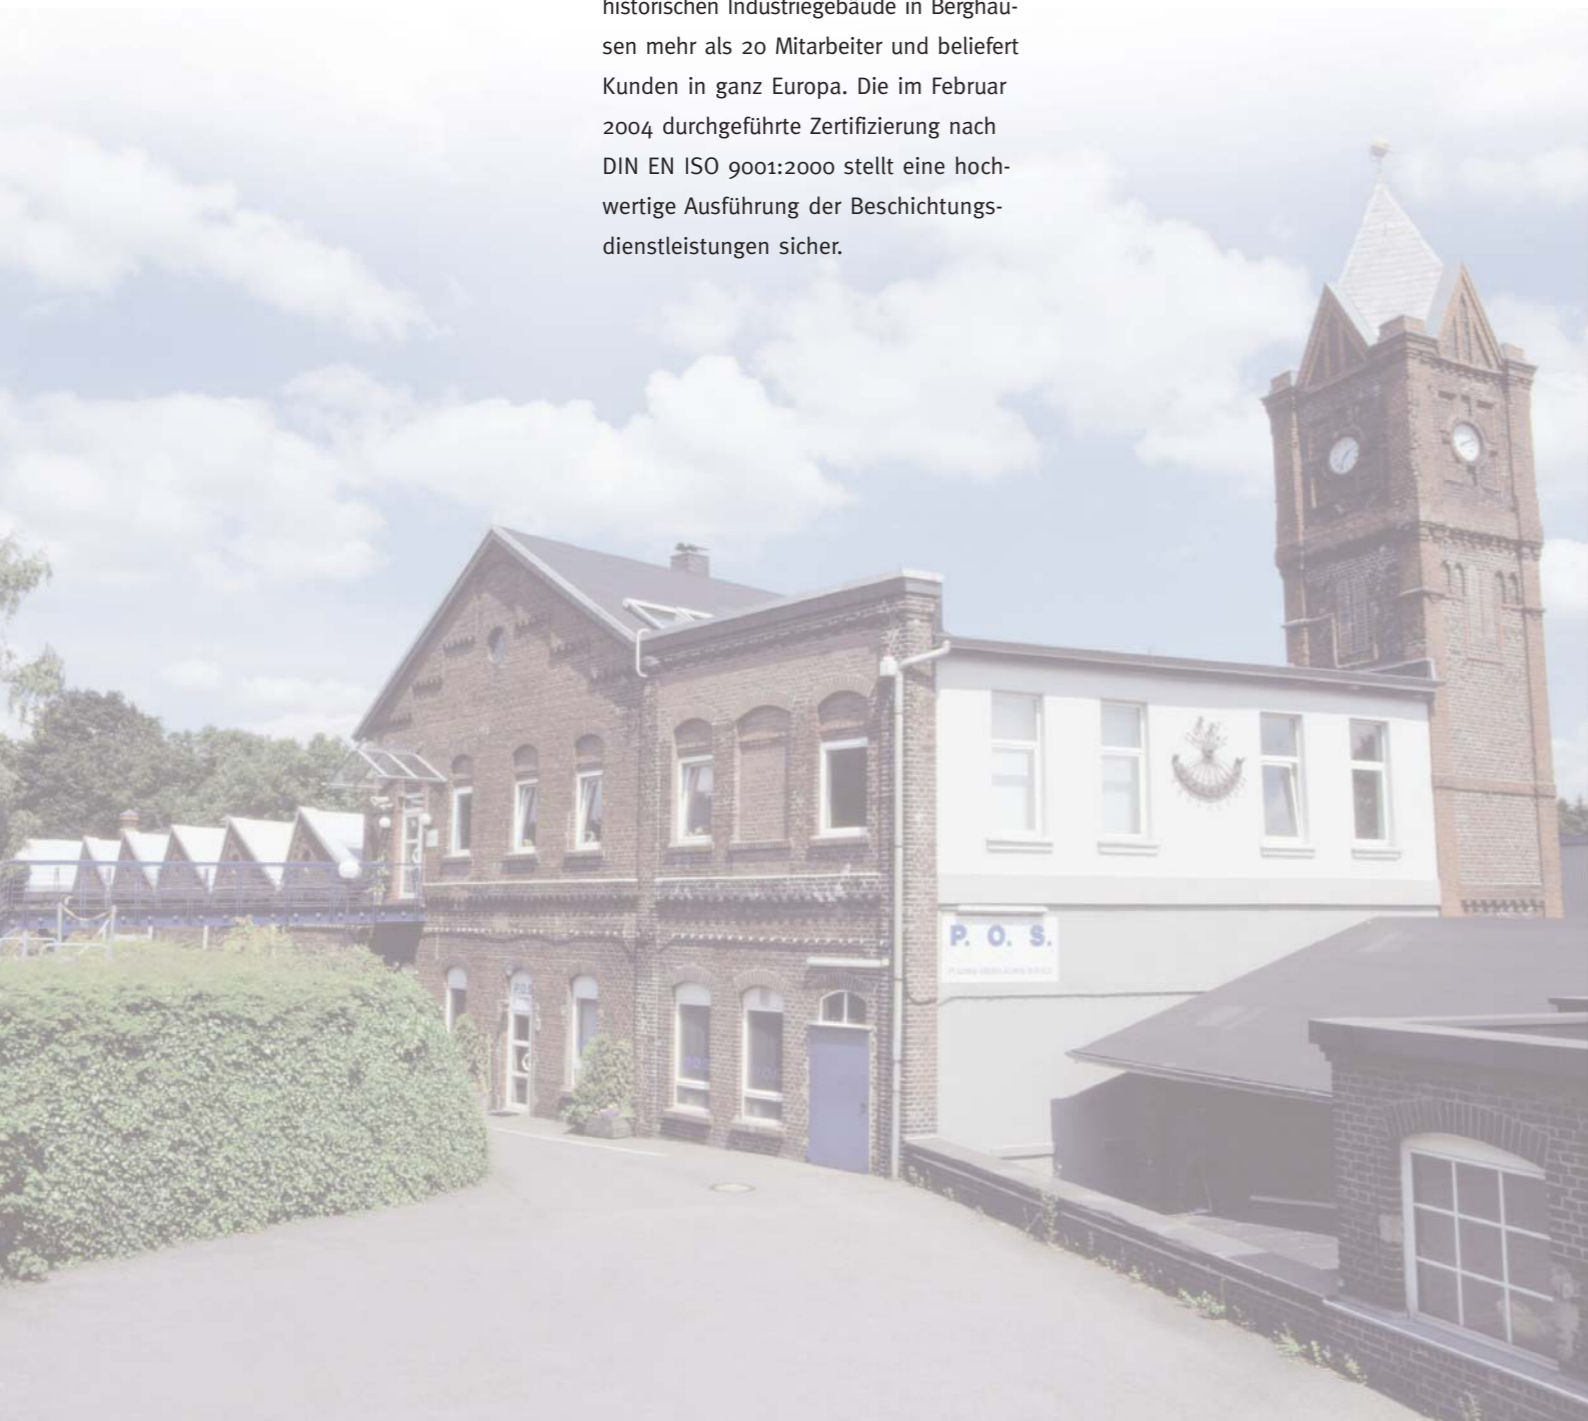 historischen Industriegebäude in Berghau-
sen mehr als 20 Mitarbeiter und beliefert
Kunden in ganz Europa. Die im Februar
2004 durchgeführte Zertifizierung nach
DIN EN ISO 9001:2000 stellt eine hoch-
wertige Ausführung der Beschichtungs-
dienstleistungen sicher.
P. O. S.
P.O.S